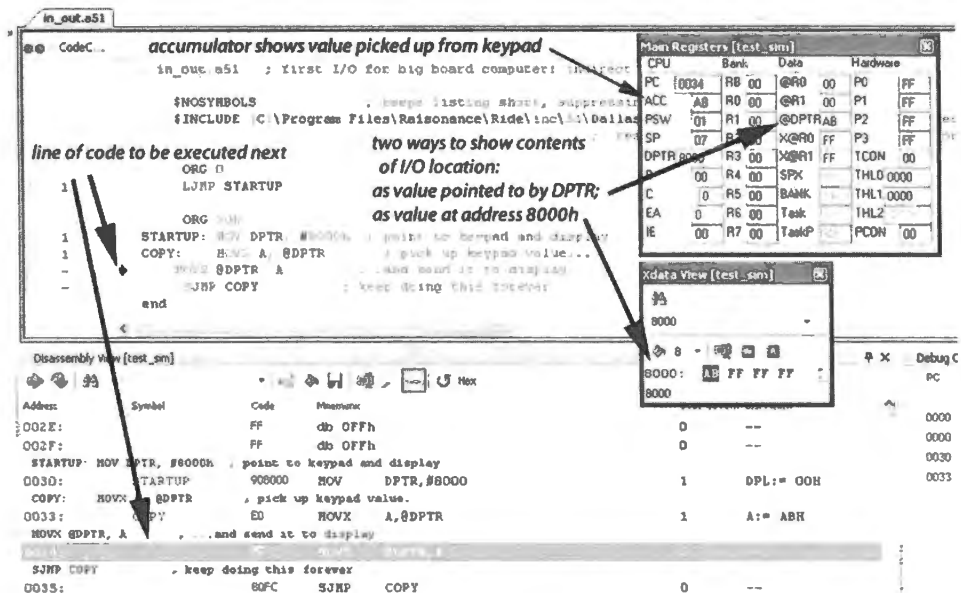 in_out.a51
CodeC...
accumulator shows value picked up from keypad
in_out.a51 ; first I/O for big board computer: indirect
$NOSYMBOLS ; keeps listing short,
$INCLUDE C:\Program Files\Raisonance\Ride\inc\
line of code to be executed next
two ways to show contents
of I/O location:
as value pointed to by DPTR;
as value at address 8000h
ORG 0
1 LJMP STARTUP
ORG
1 STARTUP: MOV DPTR, #8000h ; point to keypad and display
1 COPY: MOVX A, @DPTR ; pick up keypad value...
- MOVX @DPTR A ...and send it to display
- SJMP COPY ; keep doing this forever
end
Main Registers [test_sim]
CPU Bank Data Hardware
PC 0034 RB 00 @R0 00 P0 FF
ACC AB R0 00 @R1 00 P1 FF
PSW 01 R1 00 @DPTR AB P2 FF
SP 07 00 X@R0 FF P3 FF
DPTR R3 00 X@R1 FF TCON 00
00 R4 00 SPX THL0 0000
C 0 R5 00 BANK THL1 0000
EA 0 R6 00 Task THL2
IE 00 R7 00 TaskP PCON 00
Xdata View [test_sim]
8000
8
8000: AB FF FF FF
8000
Disassembly View [test_sim]
Hex
Debug
PC
Address Symbol Code Mnemonic
0000
0000
0030
0033
002E: FF db 0FFh 0 --
002F: FF db 0FFh 0 --
STARTUP: MOV DPTR, #8000h ; point to keypad and display
0030: STARTUP 908000 MOV DPTR,#8000 1 DPL:= 00H
COPY: MOVX @DPTR ; pick up keypad value.
0033: COPY E0 MOVX A,@DPTR 1 A:= ABH
MOVX @DPTR, A ...and send it to display
SJMP COPY ; keep doing this forever
0035: 80FC SJMP COPY 0 --